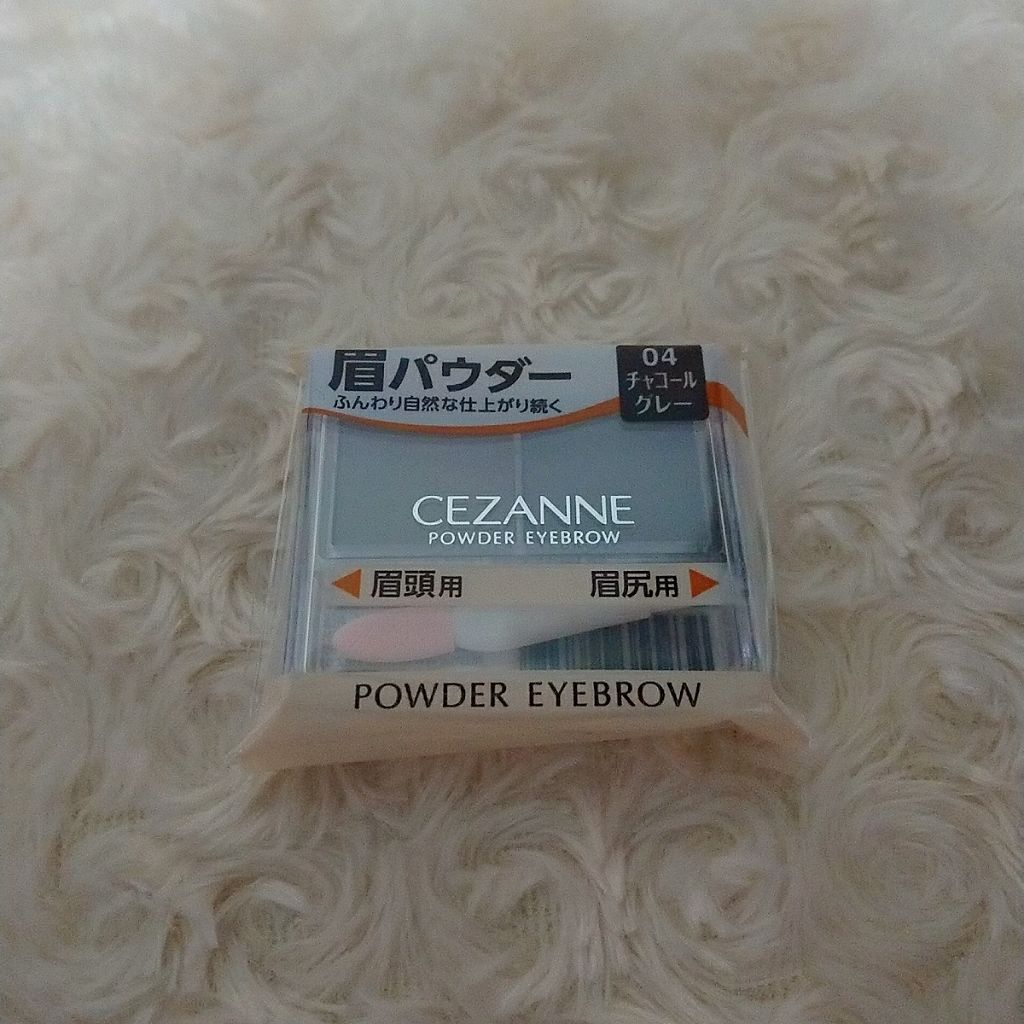 眉パウダー
ふんわり自然な仕上がり続く
04
チャコール
グレー
CEZANNE
POWDER EYEBROW
眉頭用
眉尻用
POWDER EYEBROW